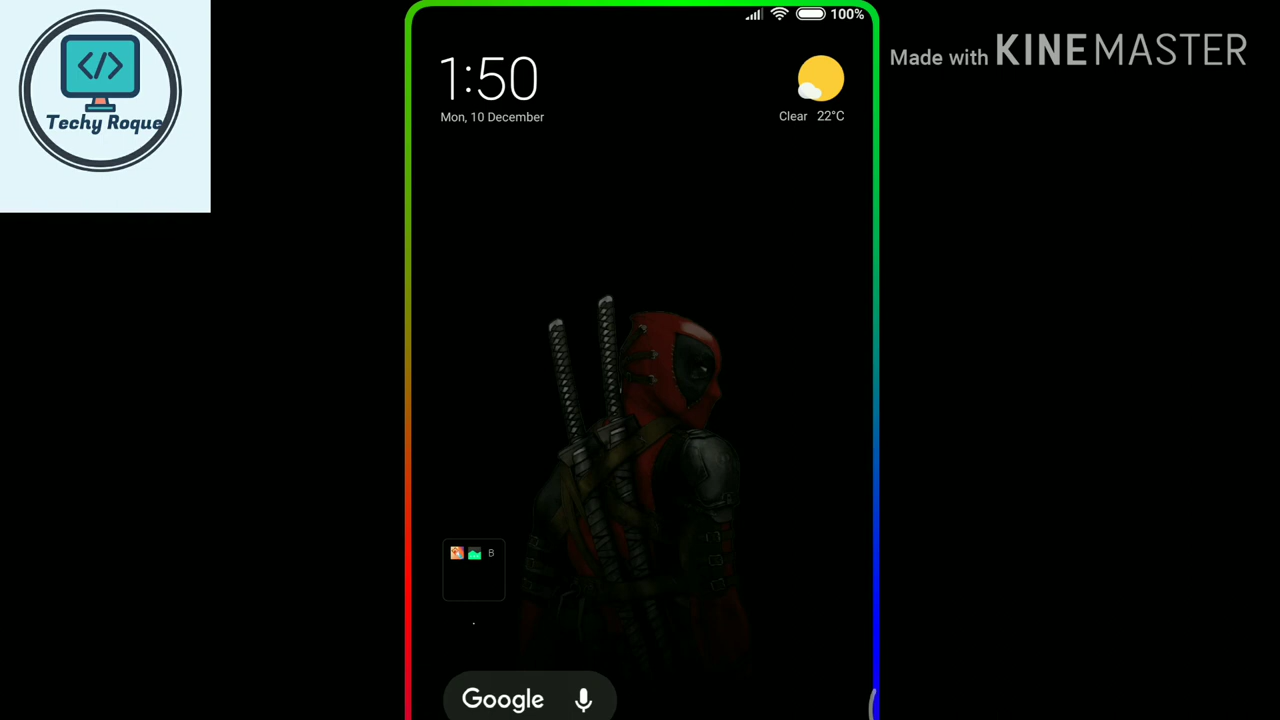 100%
Made with KINEMASTER
1:50
Mon, 10 December
Clear 22°C
Techy Roque
B
Google